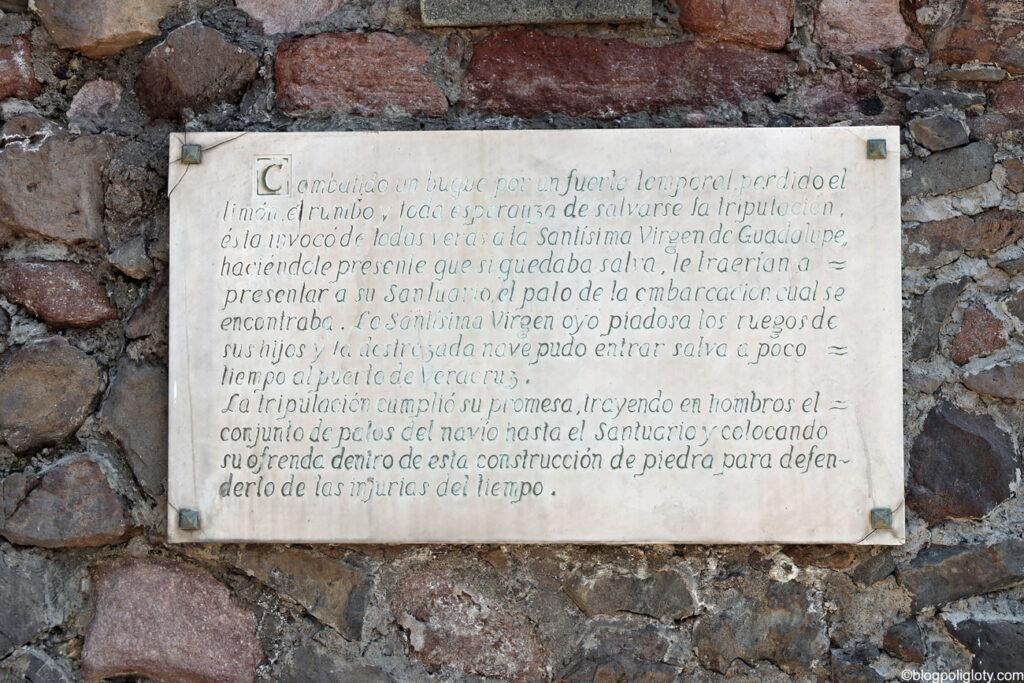 Combatido un buque por un fuerte temporal, perdido el
timón, el rumbo y toda esperanza de salvarse la tripulación,
ésta invocó de todas veras a la Santísima Virgen de Guadalupe,
haciéndole presente que si quedaba salva, le traerían a =
presentar a su Santuario, el palo de la embarcación cual se
encontraba. La Santísima Virgen oyó piadosa los ruegos de
sus hijos y la destrozada nave pudo entrar salva a poco =
tiempo al puerto de Veracruz.
La tripulación cumplió su promesa, trayendo en hombros el =
conjunto de palos del navío hasta el Santuario y colocando
su ofrenda dentro de esta construcción de piedra para defen~
derlo de las injurias del tiempo.
©blogpoligloty.com